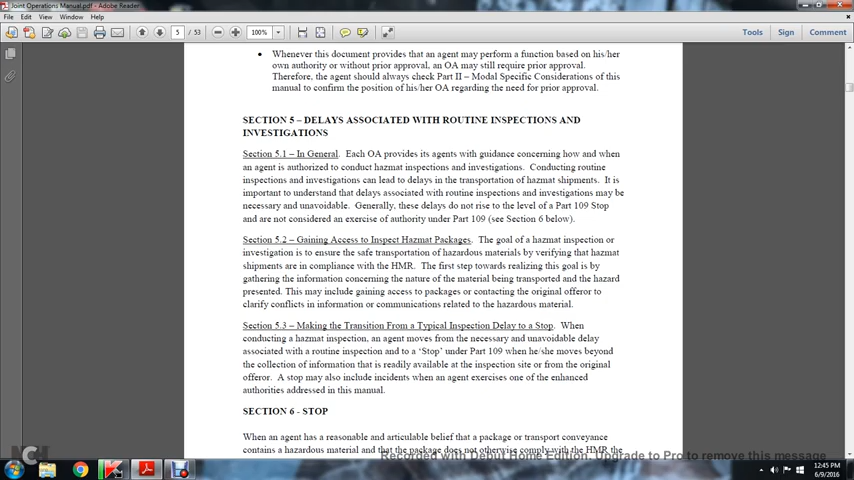 Joint Operations Manual.pdf - Adobe Reader
File Edit View Window Help
5 / 53 100% Tools Sign Comment
• Whenever this document provides that an agent may perform a function based on his/her
own authority or without prior approval, an OA may still require prior approval.
Therefore, the agent should always check Part II – Modal Specific Considerations of this
manual to confirm the position of his/her OA regarding the need for prior approval.
SECTION 5 – DELAYS ASSOCIATED WITH ROUTINE INSPECTIONS AND
INVESTIGATIONS
Section 5.1 – In General. Each OA provides its agents with guidance concerning how and when
an agent is authorized to conduct hazmat inspections and investigations. Conducting routine
inspections and investigations can lead to delays in the transportation of hazmat shipments. It is
important to understand that delays associated with routine inspections and investigations may be
necessary and unavoidable. Generally, these delays do not rise to the level of a Part 109 Stop
and are not considered an exercise of authority under Part 109 (see Section 6 below).
Section 5.2 – Gaining Access to Inspect Hazmat Packages. The goal of a hazmat inspection or
investigation is to ensure the safe transportation of hazardous materials by verifying that hazmat
shipments are in compliance with the HMR. The first step towards realizing this goal is by
gathering the information concerning the nature of the material being transported and the hazard
presented. This may include gaining access to packages or contacting the original offeror to
clarify conflicts in information or communications related to the hazardous material.
Section 5.3 – Making the Transition From a Typical Inspection Delay to a Stop. When
conducting a hazmat inspection, an agent moves from the necessary and unavoidable delay
associated with a routine inspection and to a ‘Stop’ under Part 109 when he/she moves beyond
the collection of information that is readily available at the inspection site or from the original
offeror. A stop may also include incidents when an agent exercises one of the enhanced
authorities addressed in this manual.
SECTION 6 - STOP
When an agent has a reasonable and articulable belief that a package or transport conveyance
contains a hazardous material and that the package does not otherwise comply with the HMR the
Recorded with Debut Home Edition. Upgrade to Pro to remove this message
NCH
12:45 PM
6/9/2016